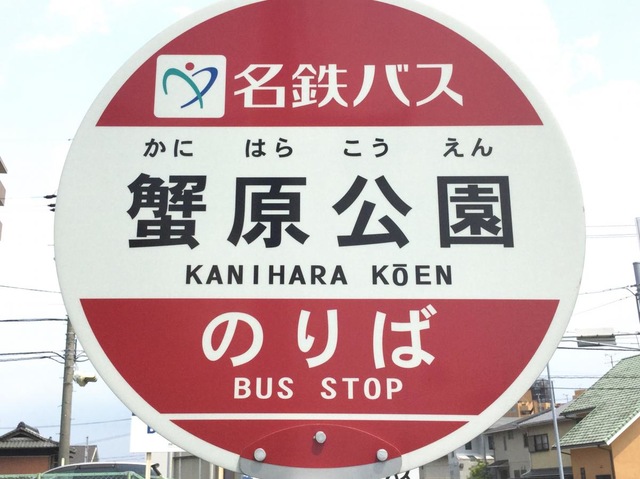 名鉄バス
かに はら こう えん
蟹原公園
KANIHARA KŌEN
のりば
BUS STOP